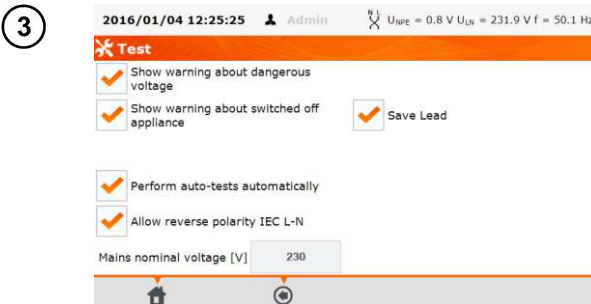 3
2016/01/04 12:25:25 Admin N L UNPE = 0.8 V ULN = 231.9 V f = 50.1 Hz
Test
Show warning about dangerous
voltage
Show warning about switched off
appliance
Save Lead
Perform auto-tests automatically
Allow reverse polarity IEC L-N
Mains nominal voltage [V] 230